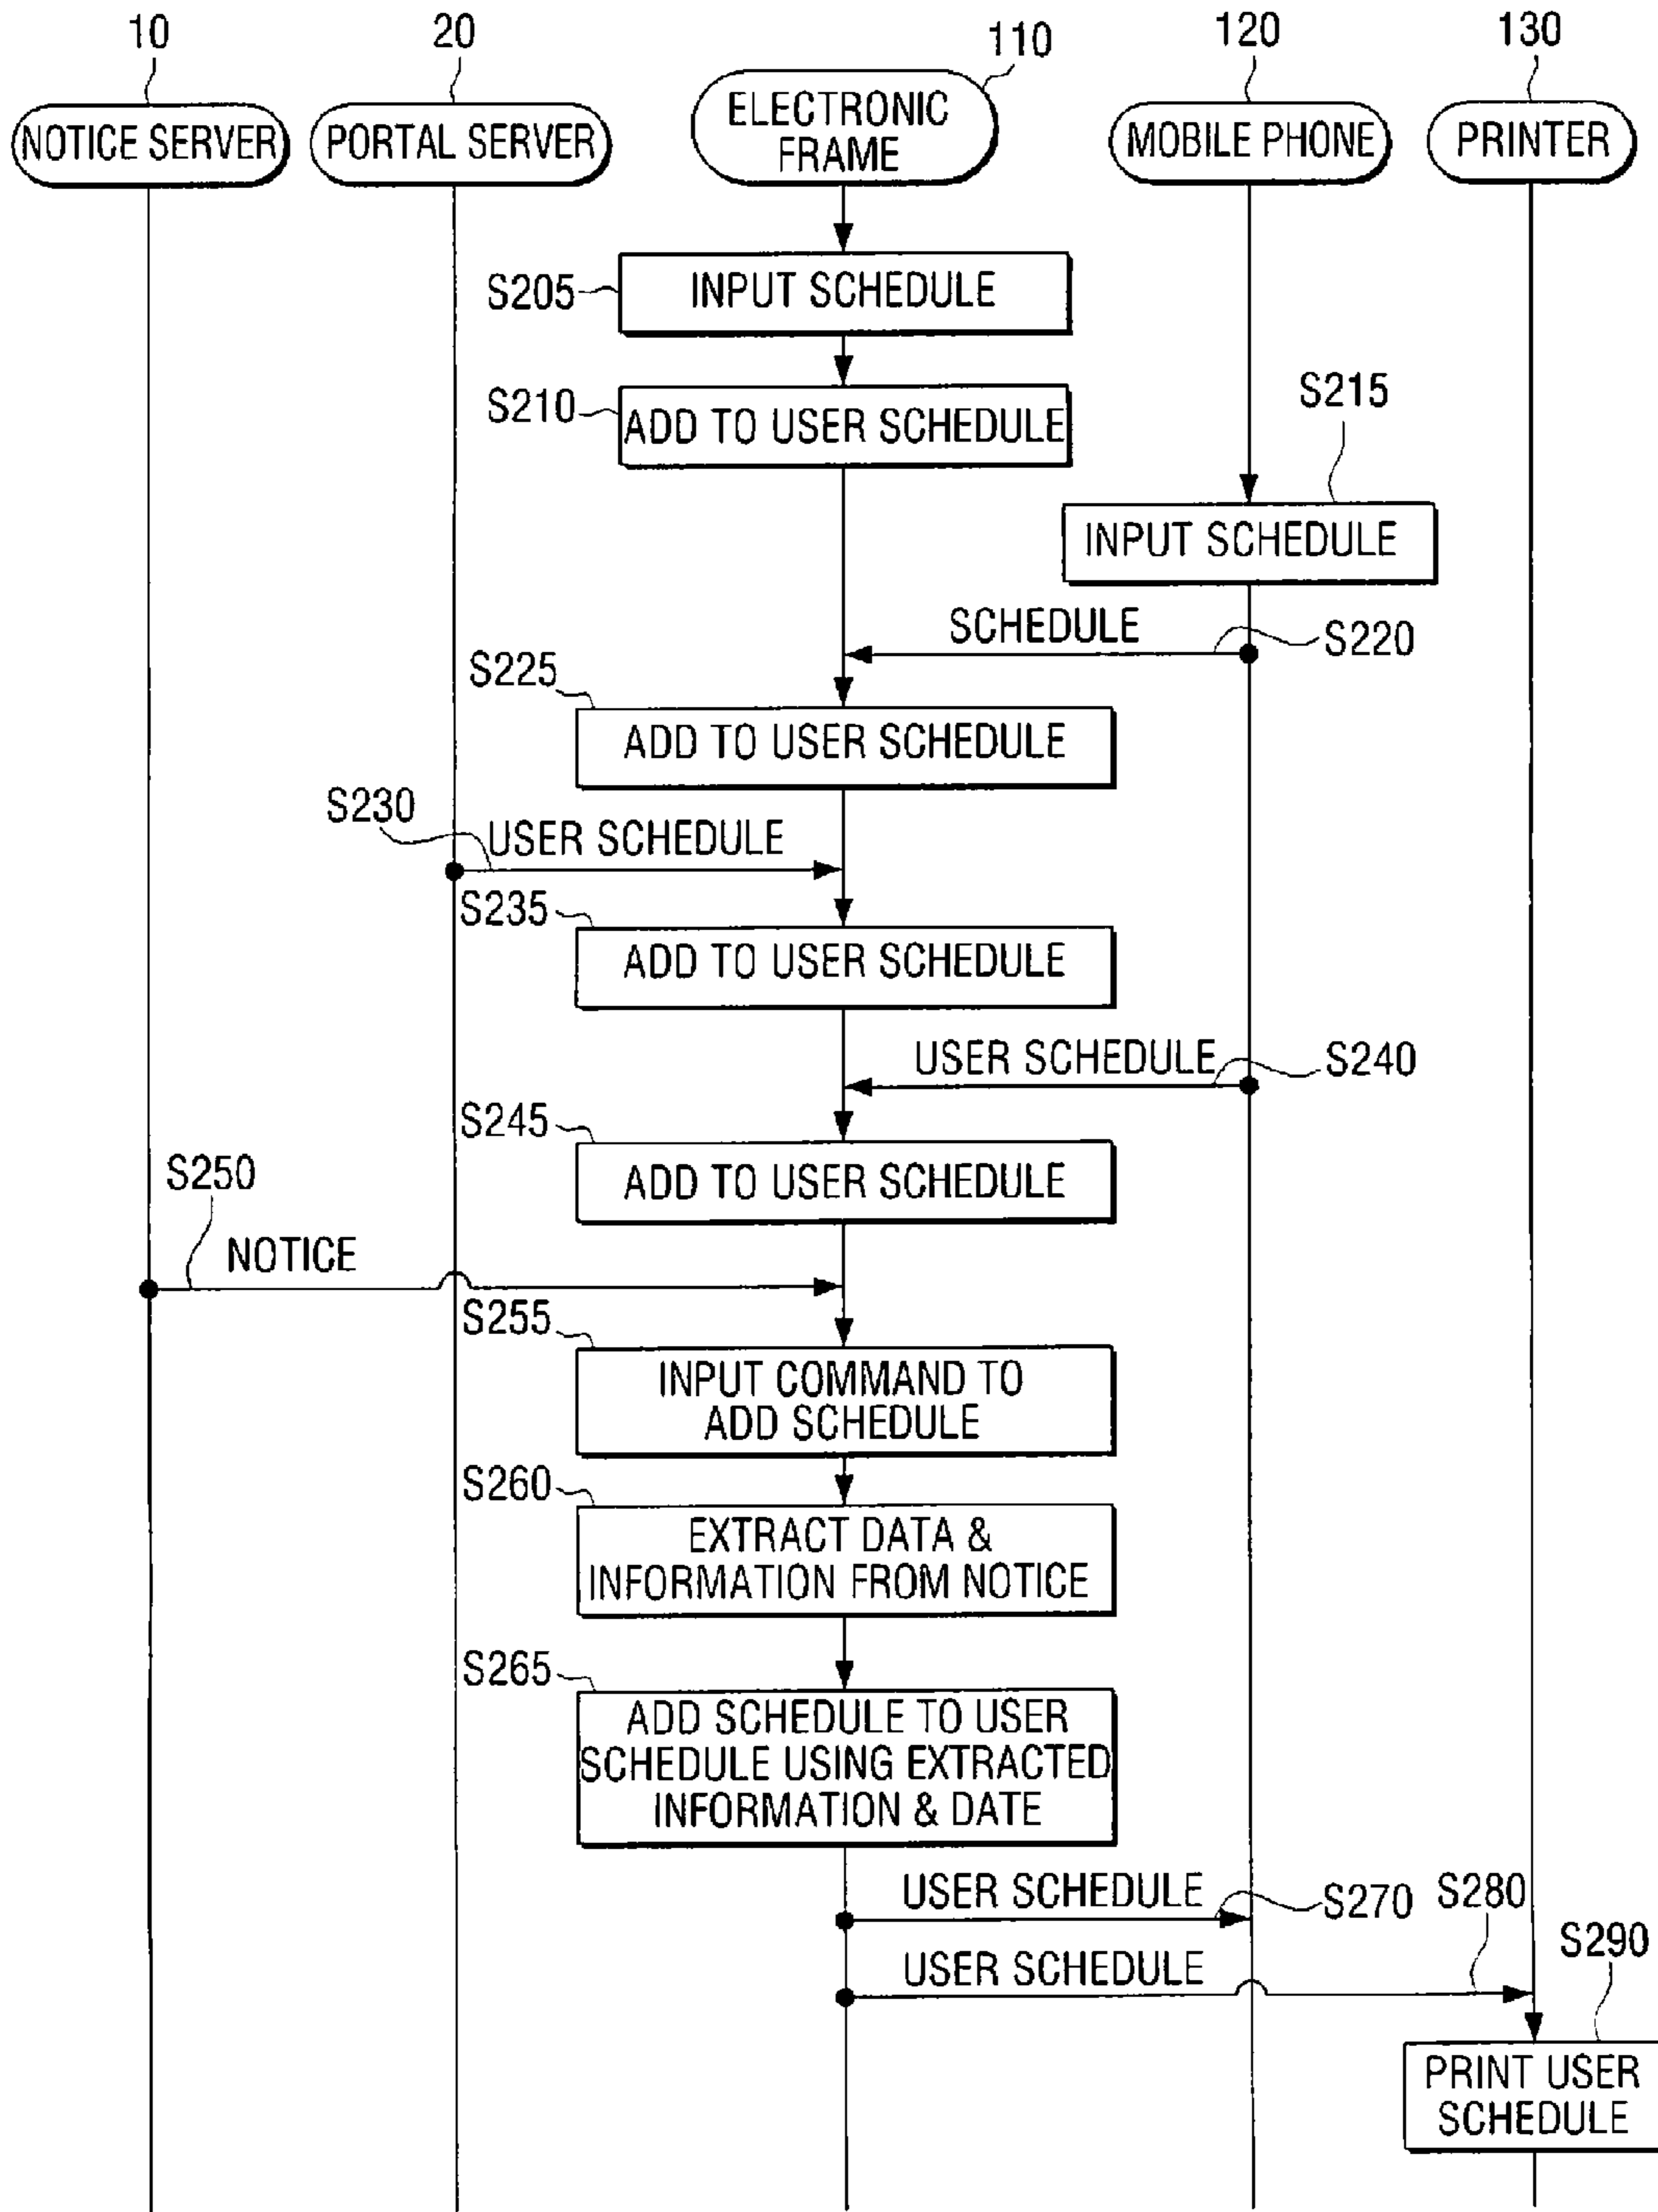 10
20
110
120
130
NOTICE SERVER
PORTAL SERVER
ELECTRONIC
FRAME
MOBILE PHONE
PRINTER
S205
INPUT SCHEDULE
S210
ADD TO USER SCHEDULE
S215
INPUT SCHEDULE
SCHEDULE
S220
S225
ADD TO USER SCHEDULE
S230
USER SCHEDULE
S235
ADD TO USER SCHEDULE
USER SCHEDULE
S240
S245
ADD TO USER SCHEDULE
S250
NOTICE
S255
INPUT COMMAND TO
ADD SCHEDULE
S260
EXTRACT DATA &
INFORMATION FROM NOTICE
S265
ADD SCHEDULE TO USER
SCHEDULE USING EXTRACTED
INFORMATION & DATE
USER SCHEDULE
S270
S280
USER SCHEDULE
S290
PRINT USER
SCHEDULE